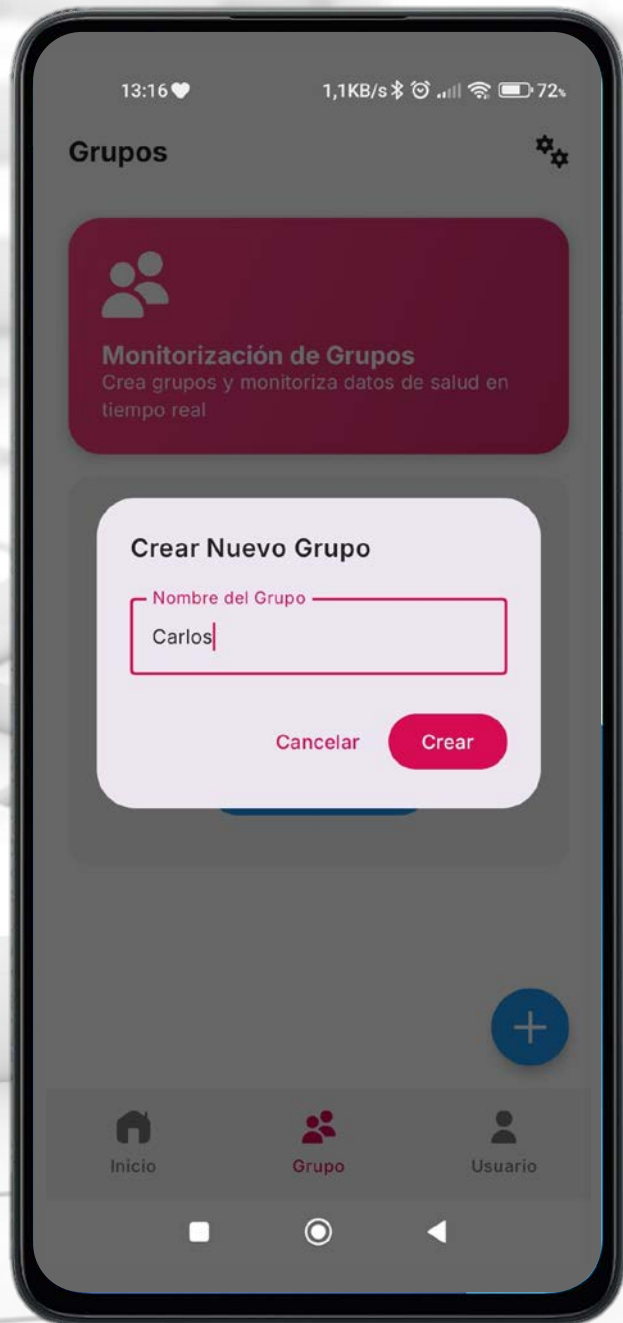 13:16
1,1KB/s 72%
Grupos
Monitorización de Grupos
Crea grupos y monitoriza datos de salud en
tiempo real
Crear Nuevo Grupo
Nombre del Grupo
Carlos
Cancelar
Crear
Inicio
Grupo
Usuario